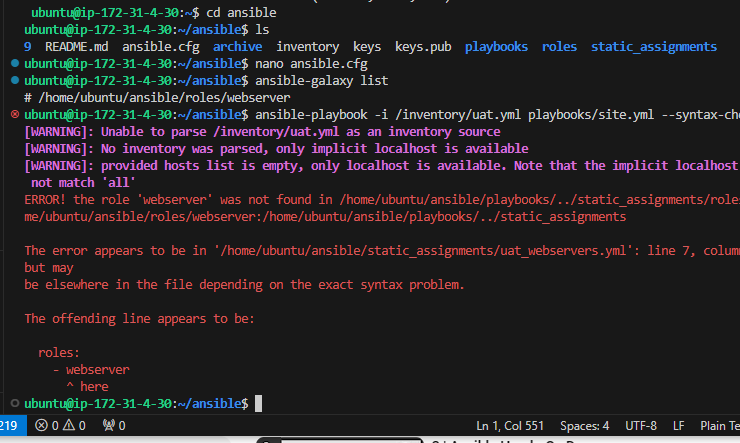 ubuntu@ip-172-31-4-30:~$ cd ansible
ubuntu@ip-172-31-4-30:~/ansible$ ls
9 README.md ansible.cfg archive inventory keys keys.pub playbooks roles static_assignments
ubuntu@ip-172-31-4-30:~/ansible$ nano ansible.cfg
ubuntu@ip-172-31-4-30:~/ansible$ ansible-galaxy list
# /home/ubuntu/ansible/roles/webserver
ubuntu@ip-172-31-4-30:~/ansible$ ansible-playbook -i /inventory/uat.yml playbooks/site.yml --syntax-che
[WARNING]: Unable to parse /inventory/uat.yml as an inventory source
[WARNING]: No inventory was parsed, only implicit localhost is available
[WARNING]: provided hosts list is empty, only localhost is available. Note that the implicit localhost
not match 'all'
ERROR! the role 'webserver' was not found in /home/ubuntu/ansible/playbooks/../static_assignments/roles
me/ubuntu/ansible/roles/webserver:/home/ubuntu/ansible/playbooks/../static_assignments
The error appears to be in '/home/ubuntu/ansible/static_assignments/uat_webservers.yml': line 7, colum
but may
be elsewhere in the file depending on the exact syntax problem.
The offending line appears to be:
roles:
- webserver
^ here
ubuntu@ip-172-31-4-30:~/ansible$
219 0 0 0 Ln 1, Col 551 Spaces: 4 UTF-8 LF Plain Te